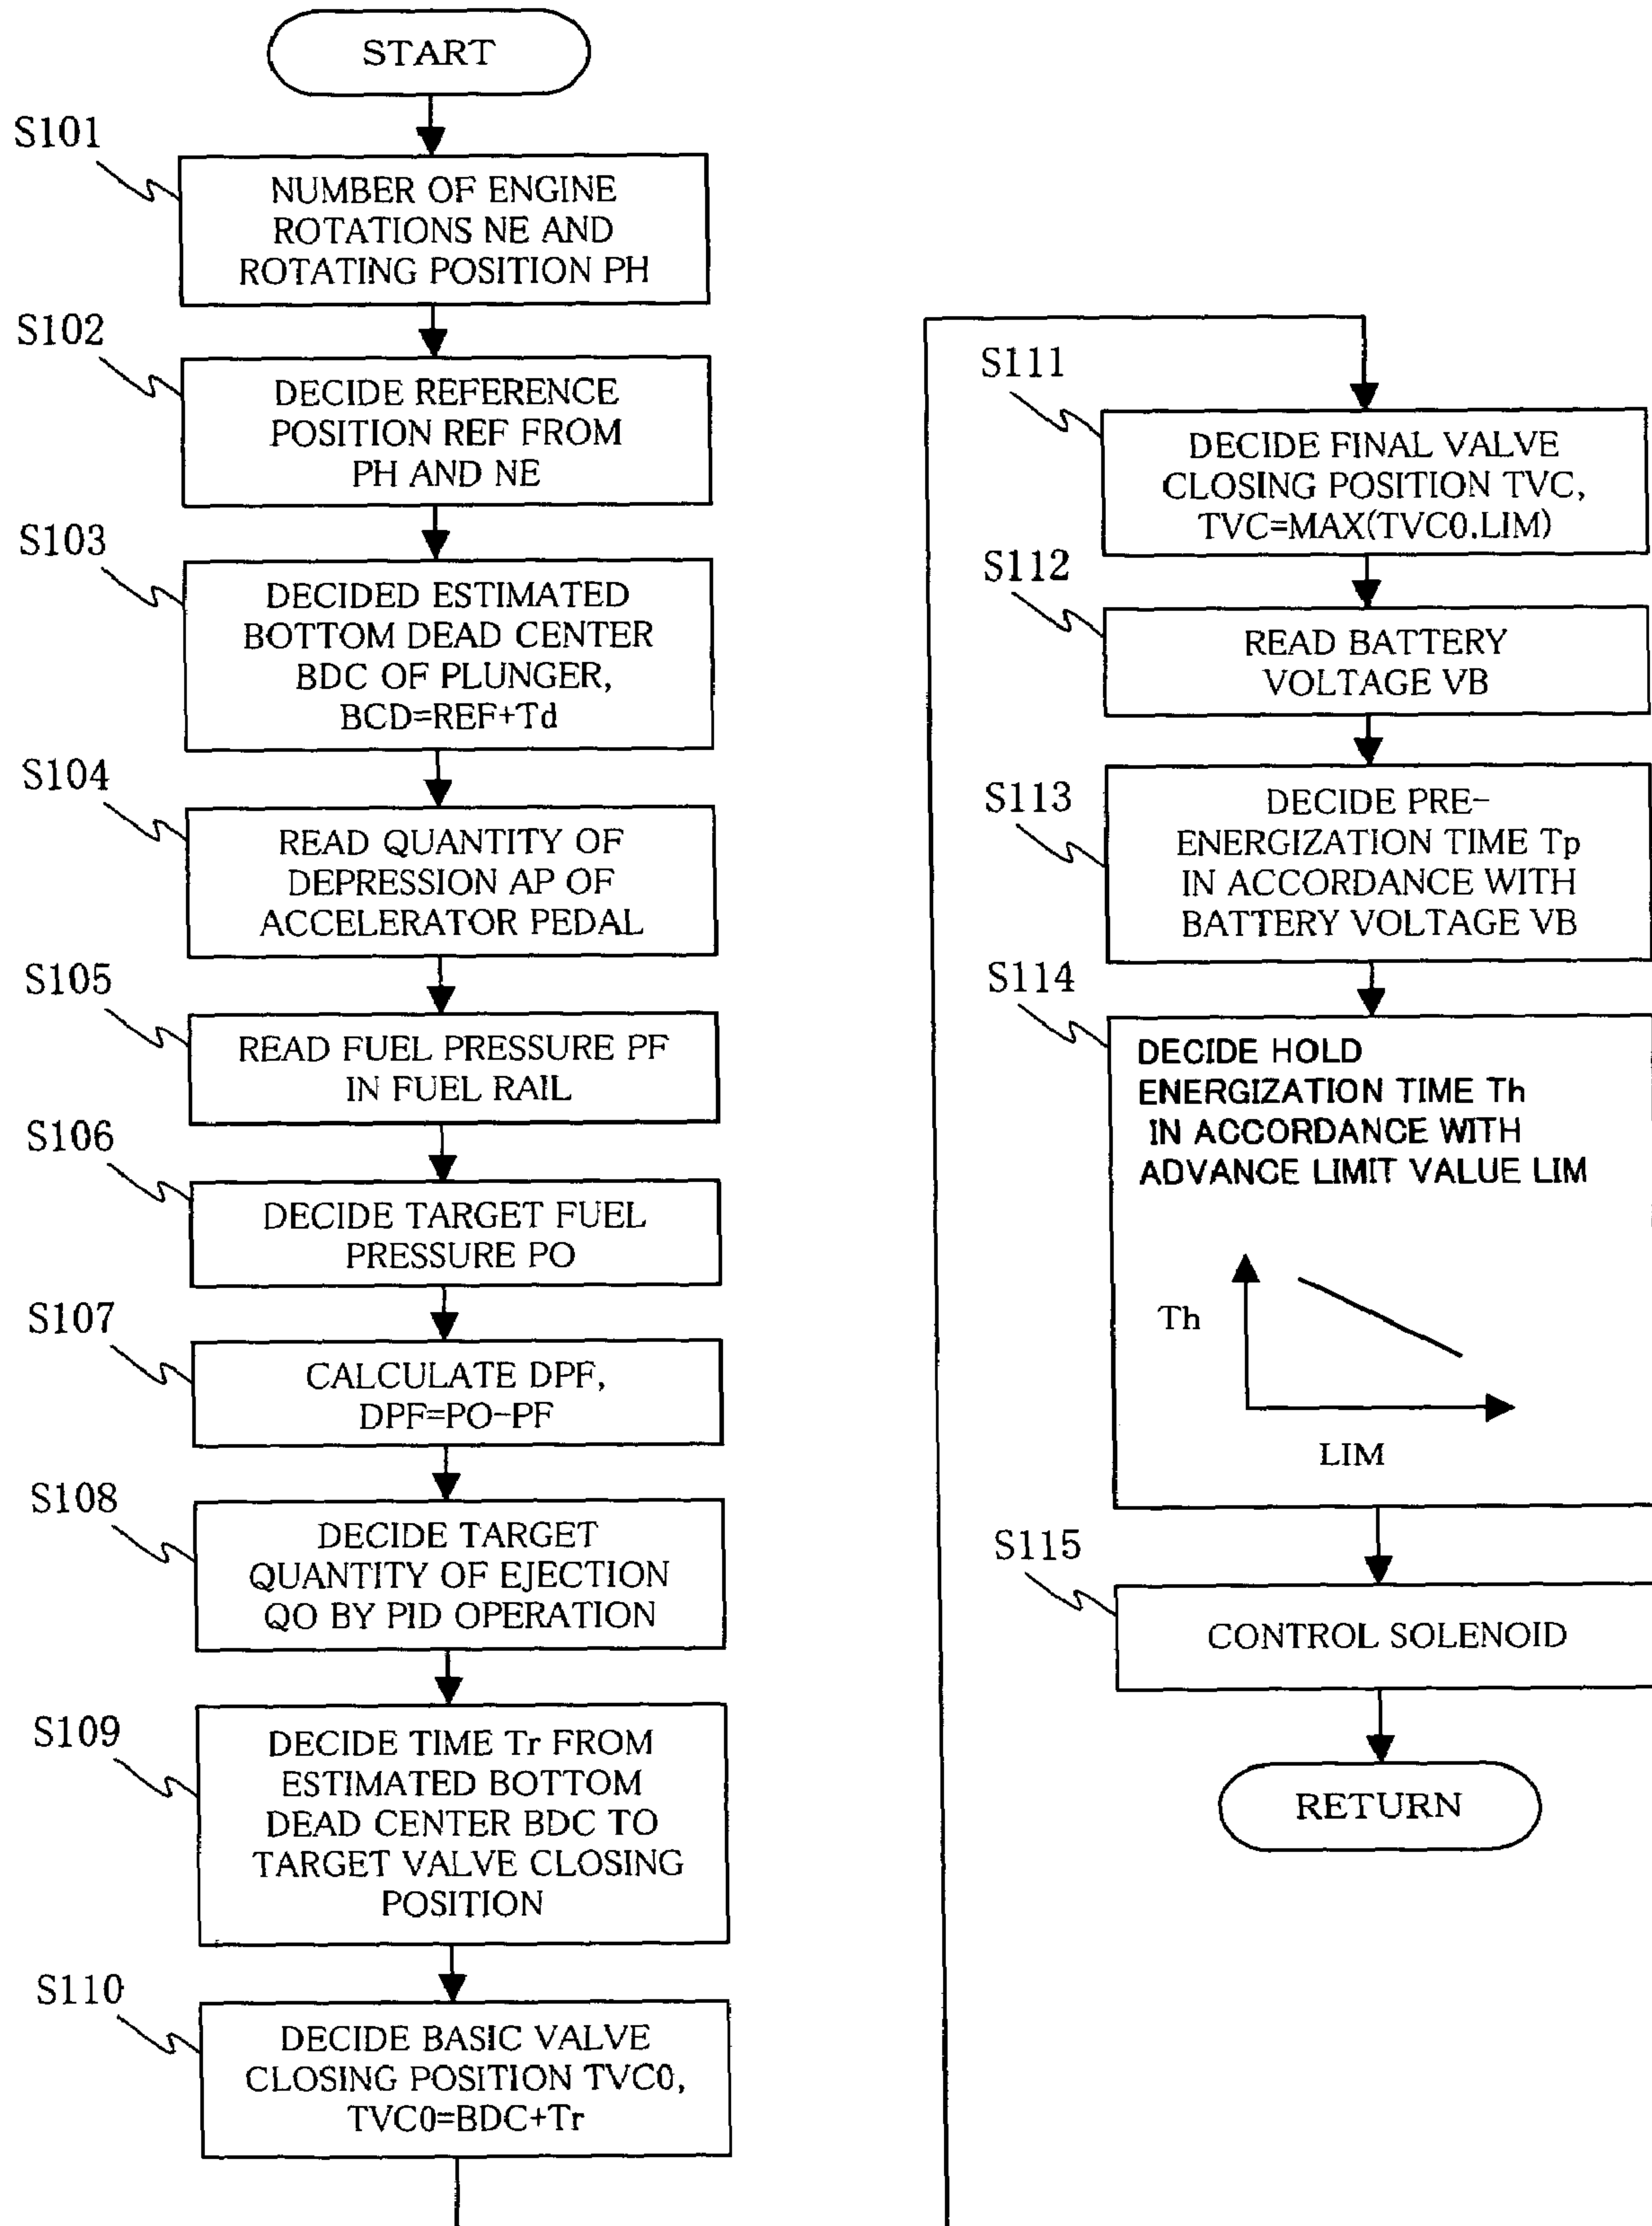 START
S101
NUMBER OF ENGINE
ROTATIONS NE AND
ROTATING POSITION PH
S102
DECIDE REFERENCE
POSITION REF FROM
PH AND NE
S103
DECIDED ESTIMATED
BOTTOM DEAD CENTER
BDC OF PLUNGER,
BCD=REF+Td
S104
READ QUANTITY OF
DEPRESSION AP OF
ACCELERATOR PEDAL
S105
READ FUEL PRESSURE PF
IN FUEL RAIL
S106
DECIDE TARGET FUEL
PRESSURE PO
S107
CALCULATE DPF,
DPF=PO-PF
S108
DECIDE TARGET
QUANTITY OF EJECTION
QO BY PID OPERATION
S109
DECIDE TIME Tr FROM
ESTIMATED BOTTOM
DEAD CENTER BDC TO
TARGET VALVE CLOSING
POSITION
S110
DECIDE BASIC VALVE
CLOSING POSITION TVC0,
TVC0=BDC+Tr
S111
DECIDE FINAL VALVE
CLOSING POSITION TVC,
TVC=MAX(TVC0.LIM)
S112
READ BATTERY
VOLTAGE VB
S113
DECIDE PRE-
ENERGIZATION TIME Tp
IN ACCORDANCE WITH
BATTERY VOLTAGE VB
S114
DECIDE HOLD
ENERGIZATION TIME Th
IN ACCORDANCE WITH
ADVANCE LIMIT VALUE LIM
Th
LIM
S115
CONTROL SOLENOID
RETURN